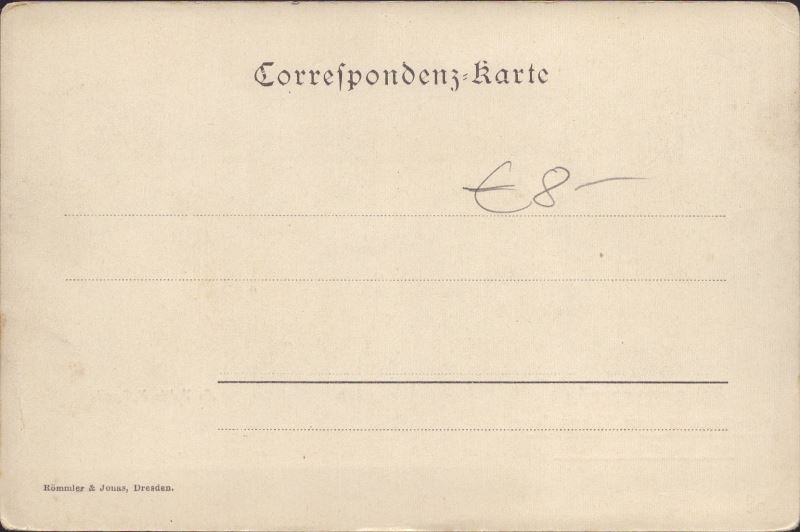 Correſpondenz-Karte
€ 8-
Römmler & Jonas, Dresden.